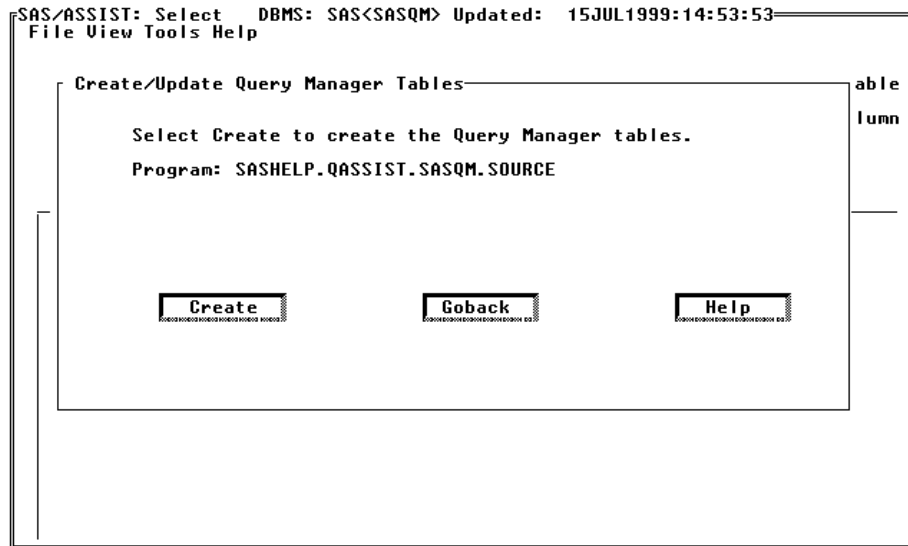 SAS/ASSIST: Select DBMS: SAS<SASQM> Updated: 15JUL1999:14:53:53
File View Tools Help
Create/Update Query Manager Tables
able
lumn
Select Create to create the Query Manager tables.
Program: SASHELP.QASSIST.SASQM.SOURCE
Create Goback Help